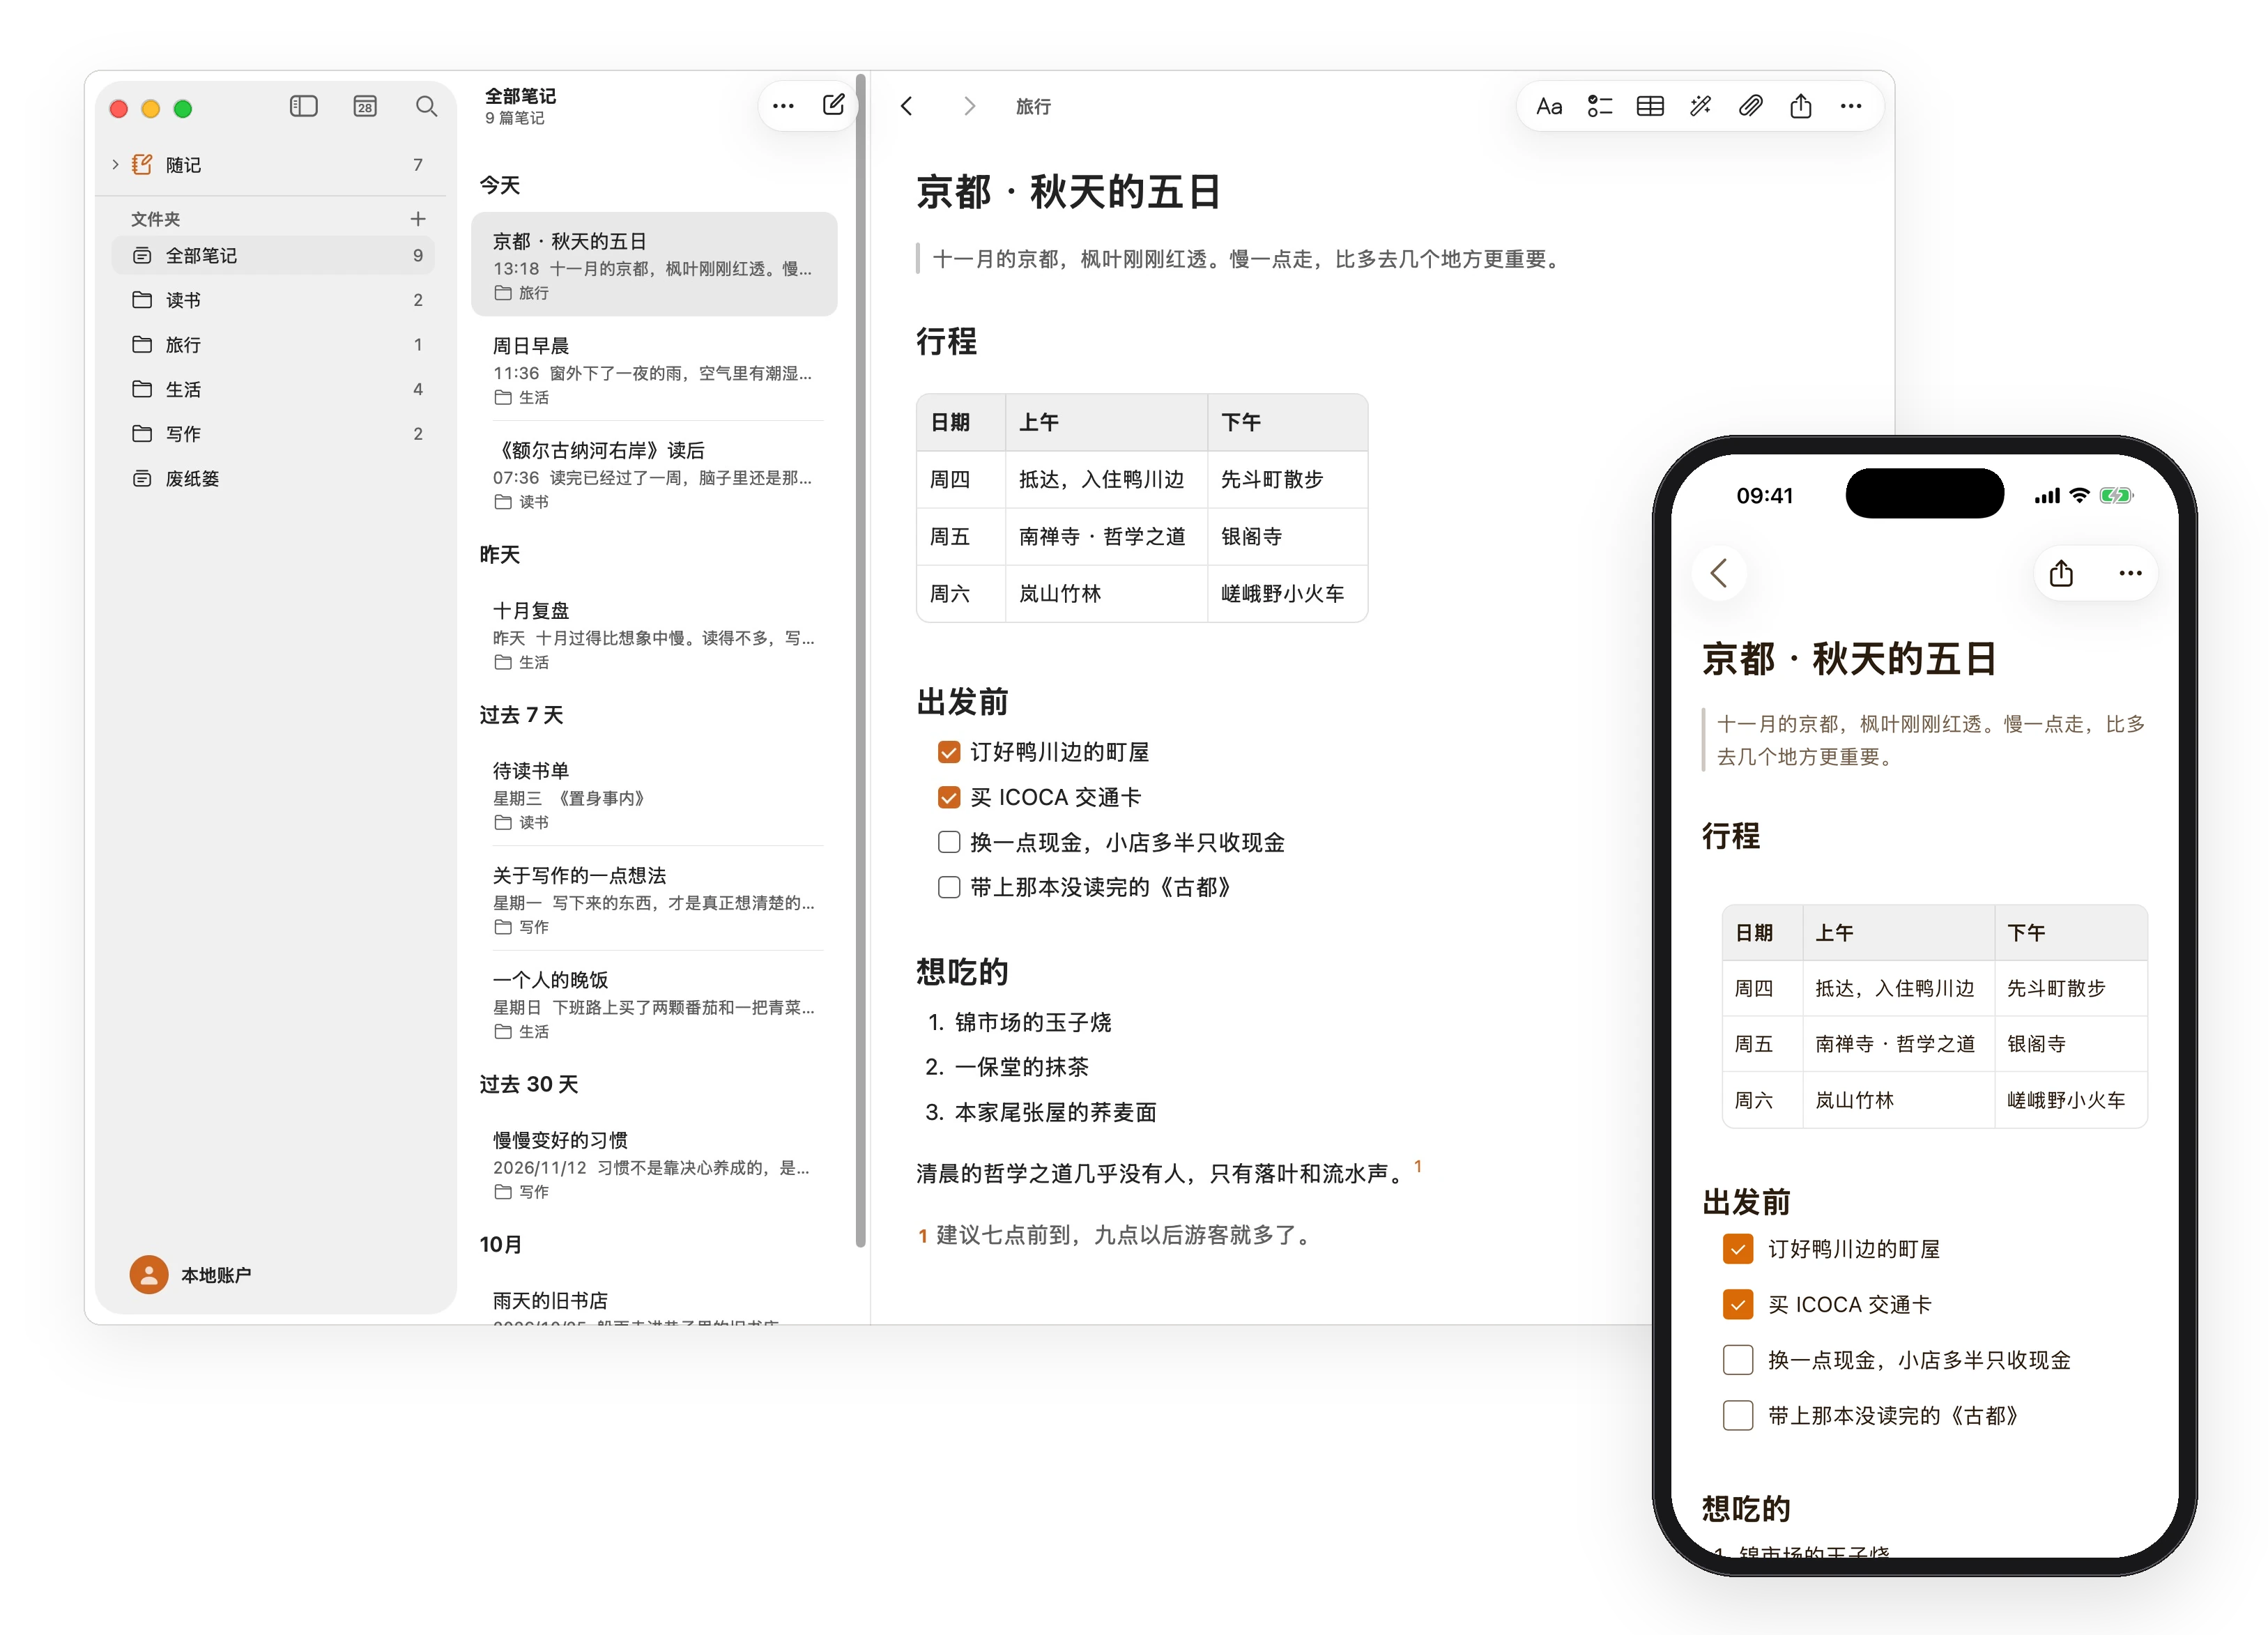 28
随记
7
文件夹
全部笔记
9
读书
2
旅行
1
生活
4
写作
2
废纸篓
本地账户
全部笔记
9 篇笔记
今天
京都 · 秋天的五日
13:18 十一月的京都，枫叶刚刚红透。慢...
旅行
周日早晨
11:36 窗外下了一夜的雨，空气里有潮湿...
生活
《额尔古纳河右岸》读后
07:36 读完已经过了一周，脑子里还是那...
读书
昨天
十月复盘
昨天 十月过得比想象中慢。读得不多，写...
生活
过去 7 天
待读书单
星期三 《置身事内》
读书
关于写作的一点想法
星期一 写下来的东西，才是真正想清楚的...
写作
一个人的晚饭
星期日 下班路上买了两颗番茄和一把青菜...
生活
过去 30 天
慢慢变好的习惯
2026/11/12 习惯不是靠决心养成的，是...
写作
10月
雨天的旧书店
旅行
Aa
京都 · 秋天的五日
十一月的京都，枫叶刚刚红透。慢一点走，比多去几个地方更重要。
行程
日期 上午 下午
周四 抵达，入住鸭川边 先斗町散步
周五 南禅寺 · 哲学之道 银阁寺
周六 岚山竹林 嵯峨野小火车
出发前
订好鸭川边的町屋
买 ICOCA 交通卡
换一点现金，小店多半只收现金
带上那本没读完的《古都》
想吃的
1. 锦市场的玉子烧
2. 一保堂的抹茶
3. 本家尾张屋的荞麦面
清晨的哲学之道几乎没有人，只有落叶和流水声。1
1 建议七点前到，九点以后游客就多了。
09:41
京都 · 秋天的五日
十一月的京都，枫叶刚刚红透。慢一点走，比多
去几个地方更重要。
行程
日期 上午 下午
周四 抵达，入住鸭川边 先斗町散步
周五 南禅寺 · 哲学之道 银阁寺
周六 岚山竹林 嵯峨野小火车
出发前
订好鸭川边的町屋
买 ICOCA 交通卡
换一点现金，小店多半只收现金
带上那本没读完的《古都》
想吃的
1. 锦市场的玉子烧